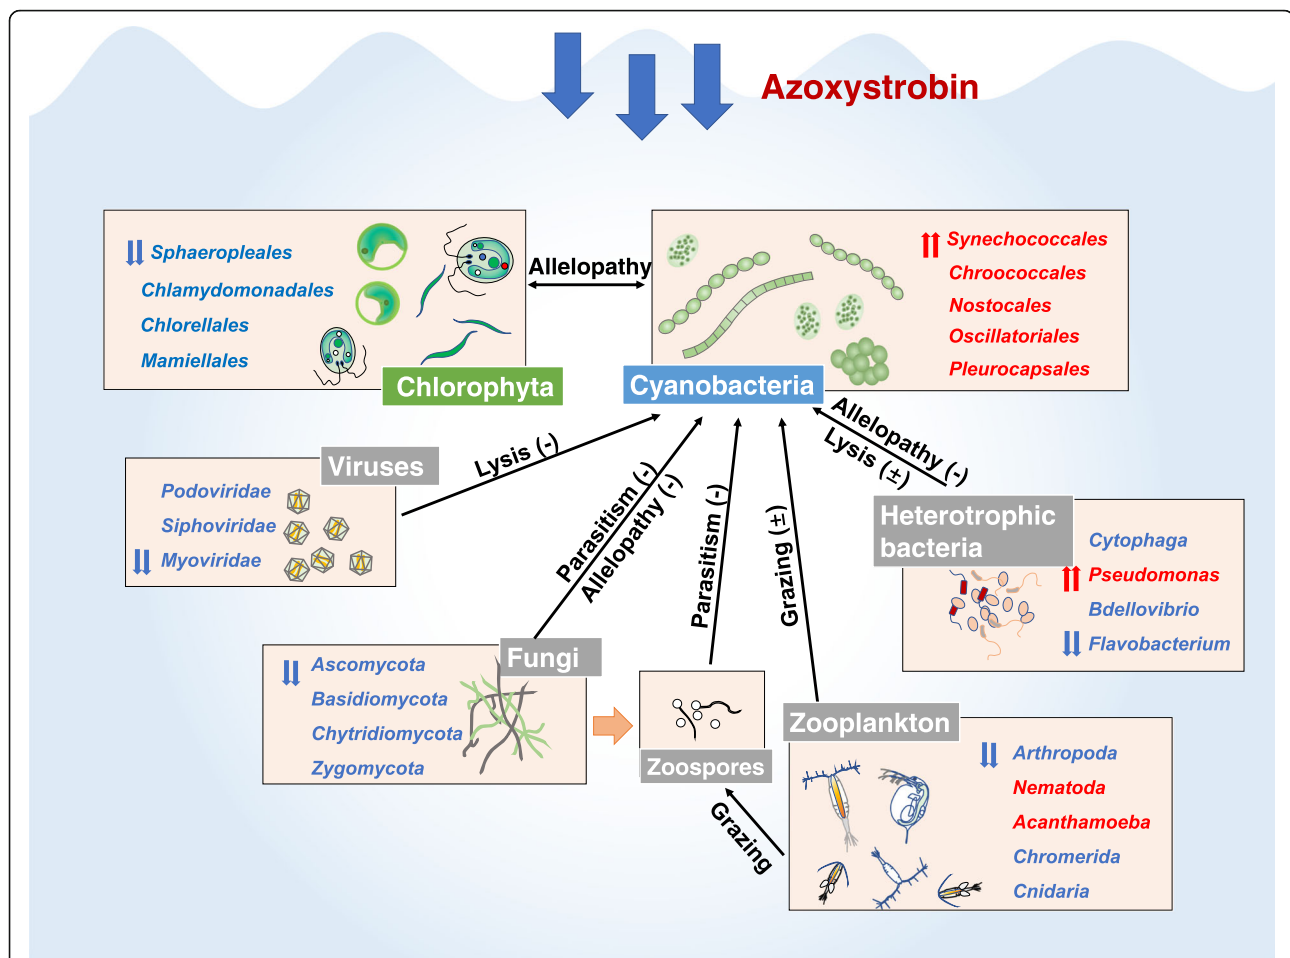 Azoxystrobin
Sphaeropleales
Chlamydomonadales
Chlorellales
Mamiellales
Chlorophyta
Allelopathy
Synechococcales
Chroococcales
Nostocales
Oscillatoriales
Pleurocapsales
Cyanobacteria
Viruses
Podoviridae
Siphoviridae
Myoviridae
Lysis (-)
Parasitism (-)
Allelopathy (-)
Parasitism (-)
Grazing (±)
Allelopathy (-)
Lysis (±)
Heterotrophic
bacteria
Cytophaga
Pseudomonas
Bdellovibrio
Flavobacterium
Fungi
Ascomycota
Basidiomycota
Chytridiomycota
Zygomycota
Zoospores
Grazing
Zooplankton
Arthropoda
Nematoda
Acanthamoeba
Chromerida
Cnidaria